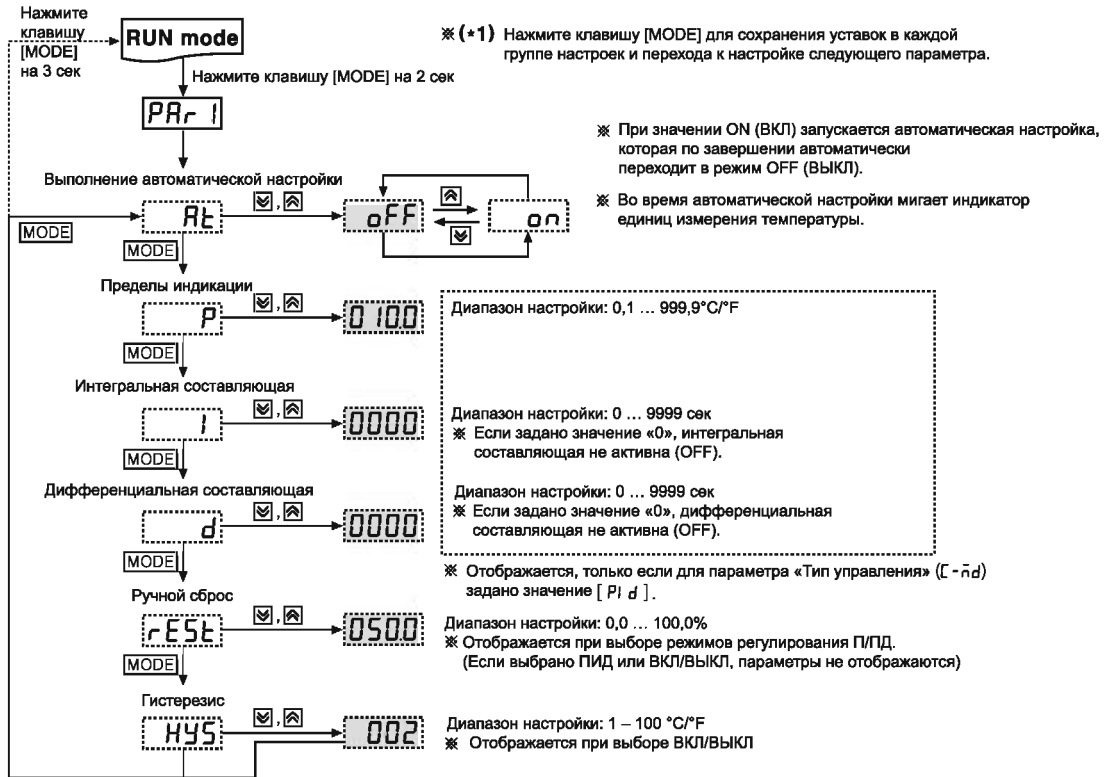 Нажмите
клавишу
[MODE]
на 3 сек
RUN mode
※(*1) Нажмите клавишу [MODE] для сохранения уставок в каждой
группе настроек и перехода к настройке следующего параметра.
Нажмите клавишу [MODE] на 2 сек
PAr 1
※ При значении ON (ВКЛ) запускается автоматическая настройка,
которая по завершении автоматически
переходит в режим OFF (ВЫКЛ).
※ Во время автоматической настройки мигает индикатор
единиц измерения температуры.
Выполнение автоматической настройки
At
,
oFF
on
MODE
MODE
Пределы индикации
P
,
010.0
Диапазон настройки: 0,1 … 999,9°C/°F
MODE
Интегральная составляющая
I
,
0000
Диапазон настройки: 0 … 9999 сек
※ Если задано значение «0», интегральная
составляющая не активна (OFF).
MODE
Дифференциальная составляющая
d
,
0000
Диапазон настройки: 0 … 9999 сек
※ Если задано значение «0», дифференциальная
составляющая не активна (OFF).
MODE
※ Отображается, только если для параметра «Тип управления» (C-ñd)
задано значение [ PI d ].
Ручной сброс
rESt
,
050.0
Диапазон настройки: 0,0 … 100,0%
※ Отображается при выборе режимов регулирования П/ПД.
(Если выбрано ПИД или ВКЛ/ВЫКЛ, параметры не отображаются)
MODE
Гистерезис
HYS
,
002
Диапазон настройки: 1 – 100 °C/°F
※ Отображается при выборе ВКЛ/ВЫКЛ